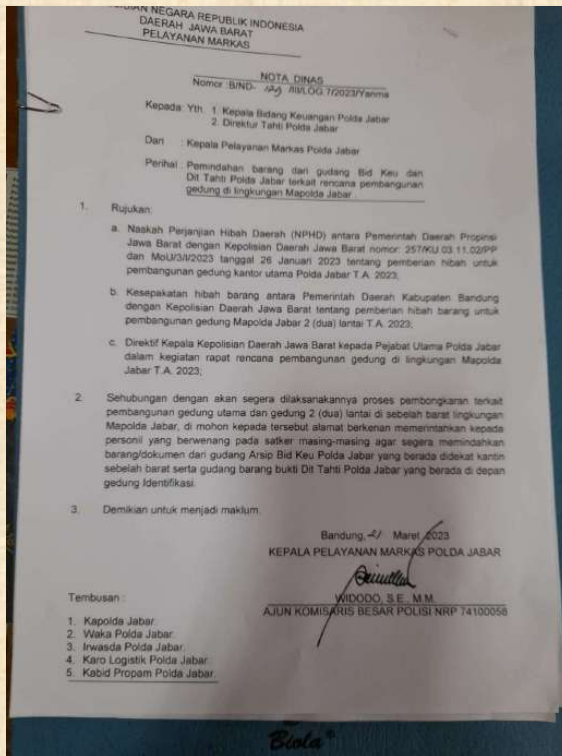 NEGARA REPUBLIK INDONESIA
DAERAH JAWA BARAT
PELAYANAN MARKAS
NOTA DINAS
Nomor :B/ND- /III/LOG.7/2023/Yanma
Kepada: Yth. 1. Kepala Bidang Keuangan Polda Jabar
2. Direktur Tahti Polda Jabar
Dari : Kepala Pelayanan Markas Polda Jabar
Perihal : Pemindahan barang dari gudang Bid Keu dan
Dit Tahti Polda Jabar terkait rencana pembangunan
gedung di lingkungan Mapolda Jabar.
1. Rujukan:
a. Naskah Perjanjian Hibah Daerah (NPHD) antara Pemerintah Daerah Propinsi
Jawa Barat dengan Kepolisian Daerah Jawa Barat nomor: 257/KU.03.11.02/PP
dan MoU/3/I/2023 tanggal 26 Januari 2023 tentang pemberian hibah untuk
pembangunan gedung kantor utama Polda Jabar T.A. 2023;
b. Kesepakatan hibah barang antara Pemerintah Daerah Kabupaten Bandung
dengan Kepolisian Daerah Jawa Barat tentang pemberian hibah barang untuk
pembangunan gedung Mapolda Jabar 2 (dua) lantai T.A. 2023;
c. Direktif Kepala Kepolisian Daerah Jawa Barat kepada Pejabat Utama Polda Jabar
dalam kegiatan rapat rencana pembangunan gedung di lingkungan Mapolda
Jabar T.A. 2023;
2. Sehubungan dengan akan segera dilaksanakannya proses pembongkaran terkait
pembangunan gedung utama dan gedung 2 (dua) lantai di sebelah barat lingkungan
Mapolda Jabar, di mohon kepada tersebut alamat berkenan memerintahkan kepada
personil yang berwenang pada satker masing-masing agar segera memindahkan
barang/dokumen dari gudang Arsip Bid Keu Polda Jabar yang berada didekat kantin
sebelah barat serta gudang barang bukti Dit Tahti Polda Jabar yang berada di depan
gedung Identifikasi.
3. Demikian untuk menjadi maklum.
Bandung, 21 Maret 2023
KEPALA PELAYANAN MARKAS POLDA JABAR
WIDODO, S.E., M.M.
AJUN KOMISARIS BESAR POLISI NRP 74100058
Tembusan :
1. Kapolda Jabar.
2. Waka Polda Jabar.
3. Irwasda Polda Jabar.
4. Karo Logistik Polda Jabar.
5. Kabid Propam Polda Jabar.
Biola